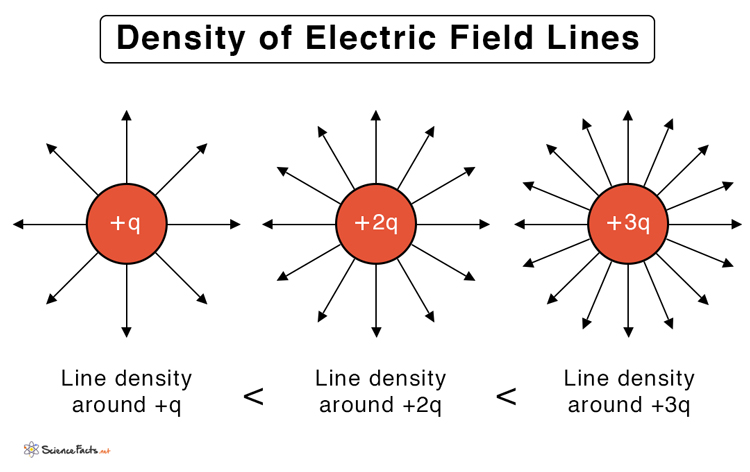 Density of Electric Field Lines
+q
+2q
+3q
Line density
around +q
<
Line density
around +2q
<
Line density
around +3q
ScienceFacts.net